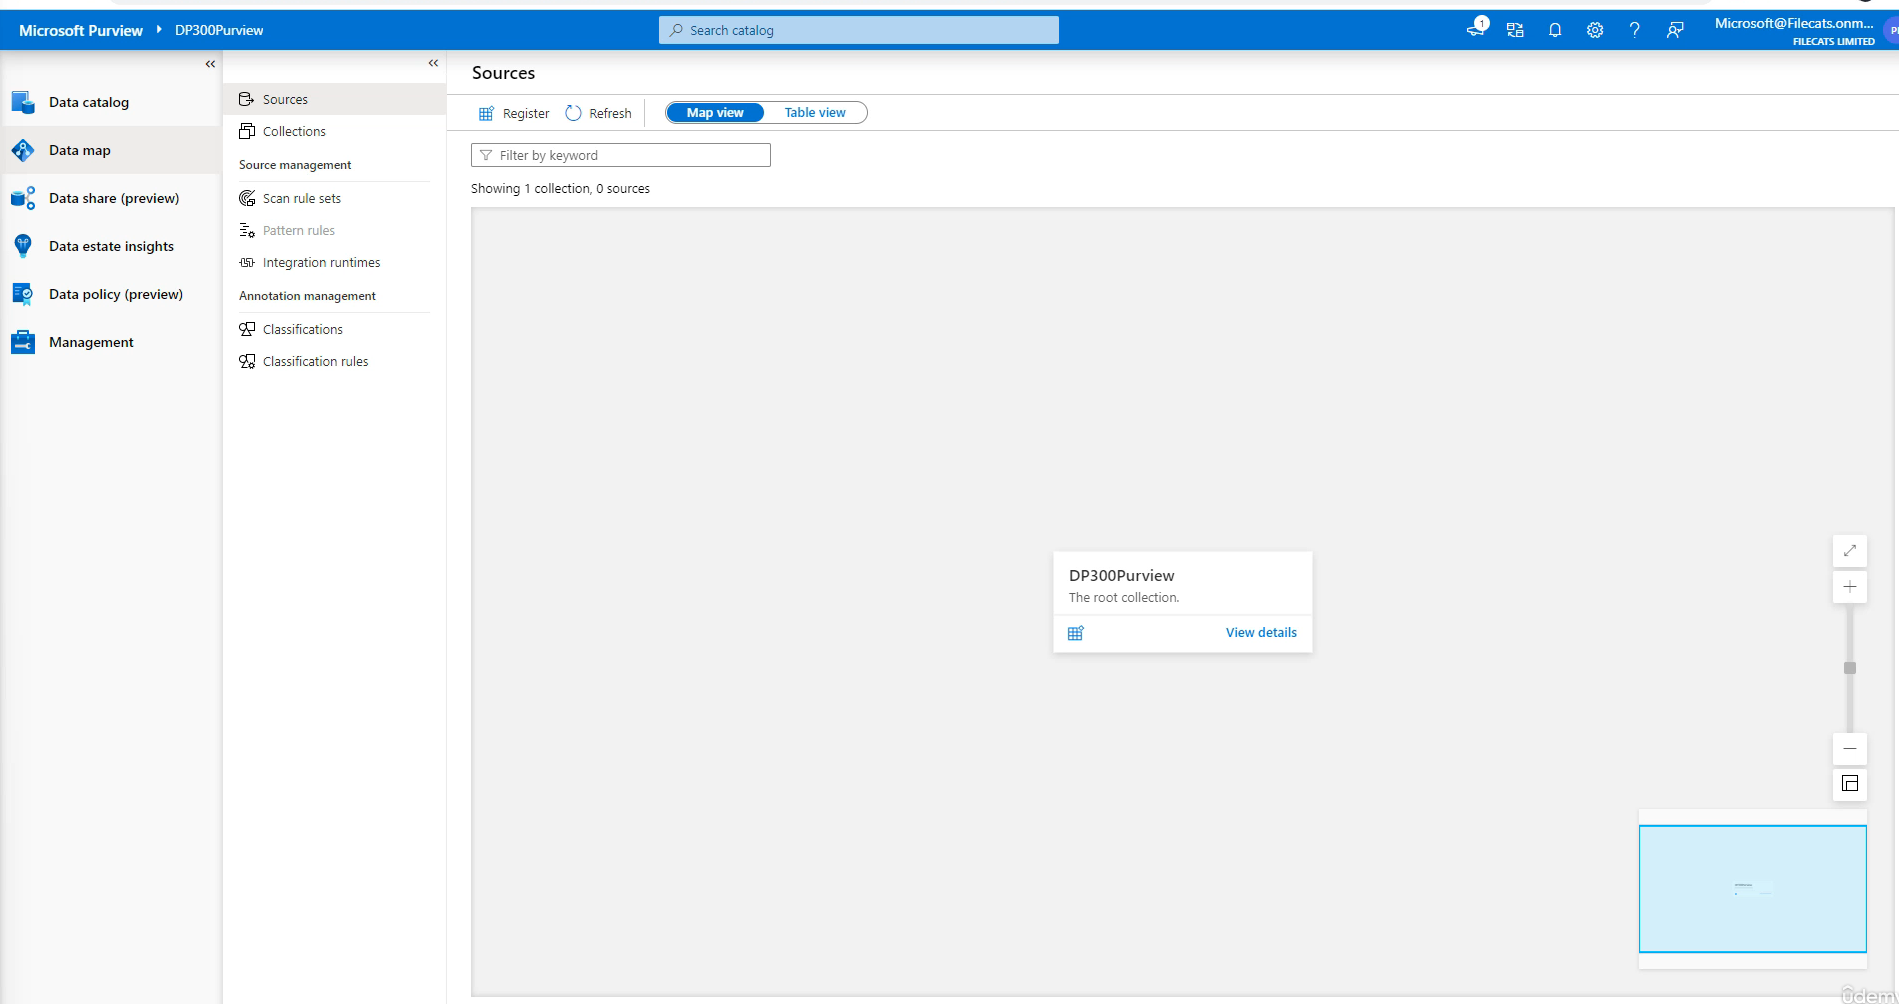 Microsoft Purview
DP300Purview
Search catalog
1
Microsoft@Filecats.onm...
FILECATS LIMITED
Data catalog
Data map
Data share (preview)
Data estate insights
Data policy (preview)
Management
Sources
Collections
Source management
Scan rule sets
Pattern rules
Integration runtimes
Annotation management
Classifications
Classification rules
Sources
Register
Refresh
Map view
Table view
Filter by keyword
Showing 1 collection, 0 sources
DP300Purview
The root collection.
View details